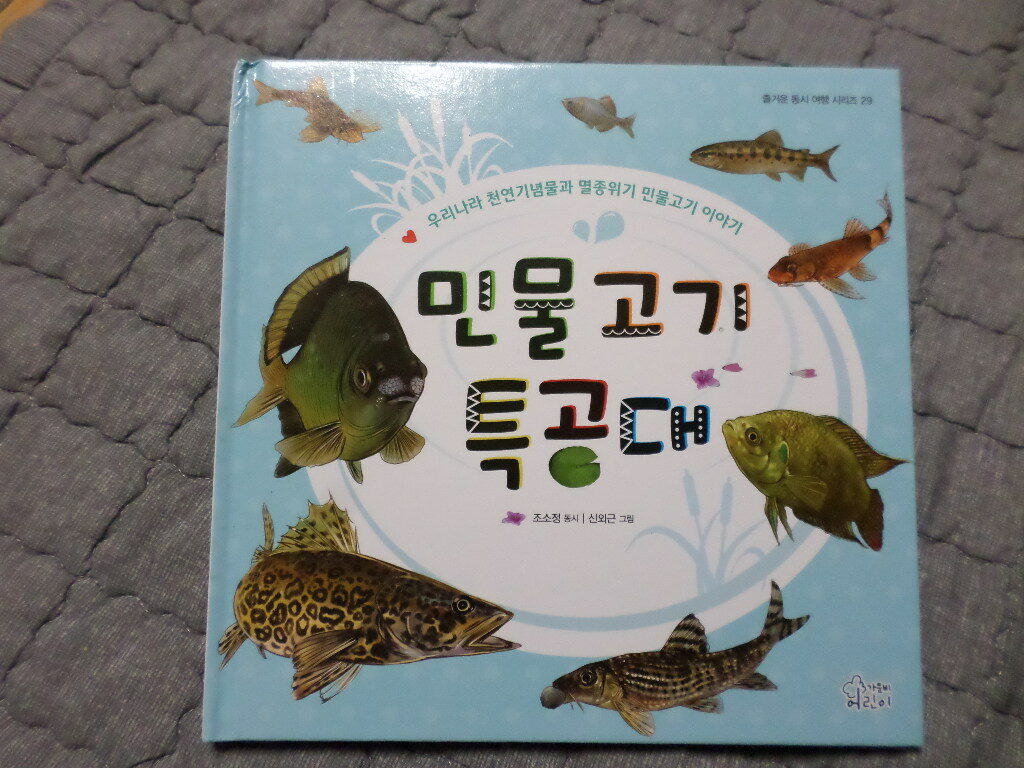 즐거운 동시 여행 시리즈 29
우리나라 천연기념물과 멸종위기 민물고기 이야기
민물고기
특공대
조소정 동시 | 신외근 그림
가문비
어린이